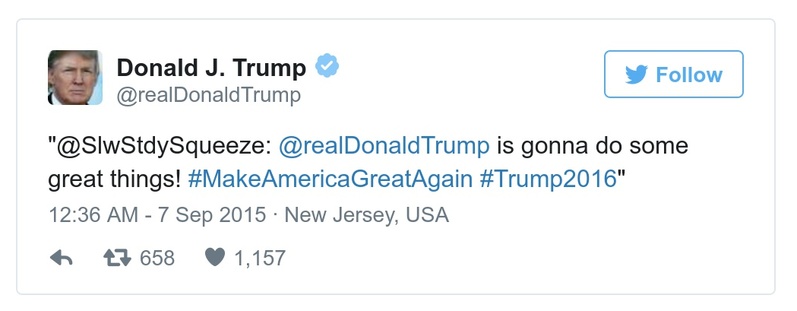 Donald J. Trump
Follow
@realDonaldTrump
"@SlwStdySqueeze: @realDonaldTrump is gonna do some
great things! #MakeAmericaGreatAgain #Trump2016"
12:36 AM - 7 Sep 2015 · New Jersey, USA
658 1,157